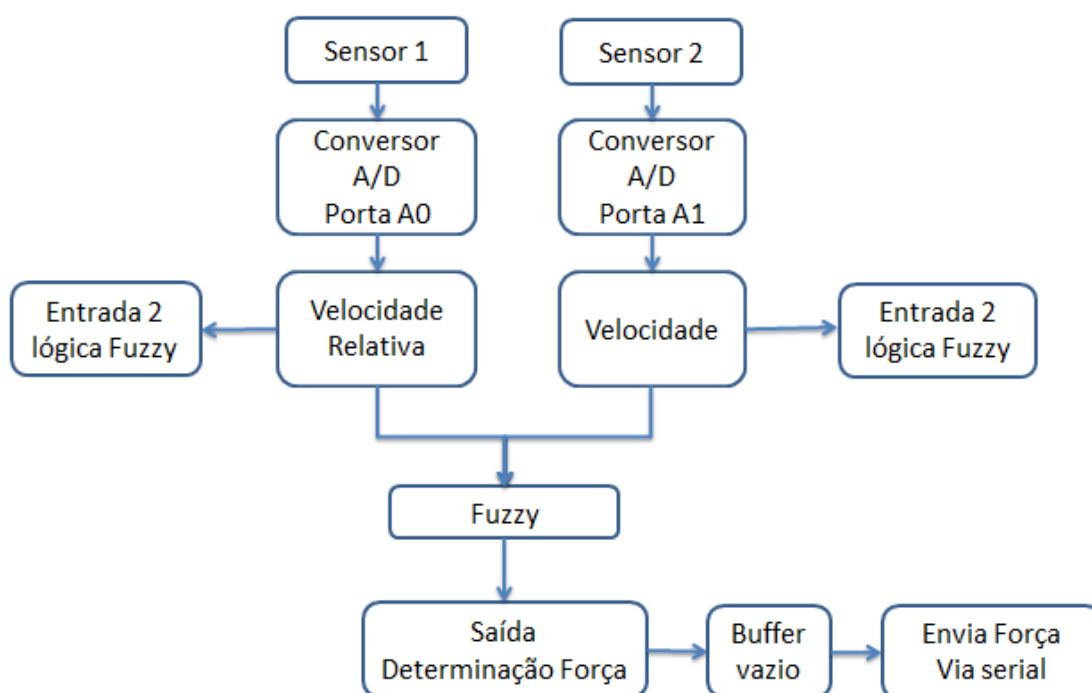 Sensor 1
Sensor 2
Conversor
A/D
Porta A0
Conversor
A/D
Porta A1
Entrada 2
lógica Fuzzy
Velocidade
Relativa
Velocidade
Entrada 2
lógica Fuzzy
Fuzzy
Saída
Determinação Força
Buffer
vazio
Envia Força
Via serial